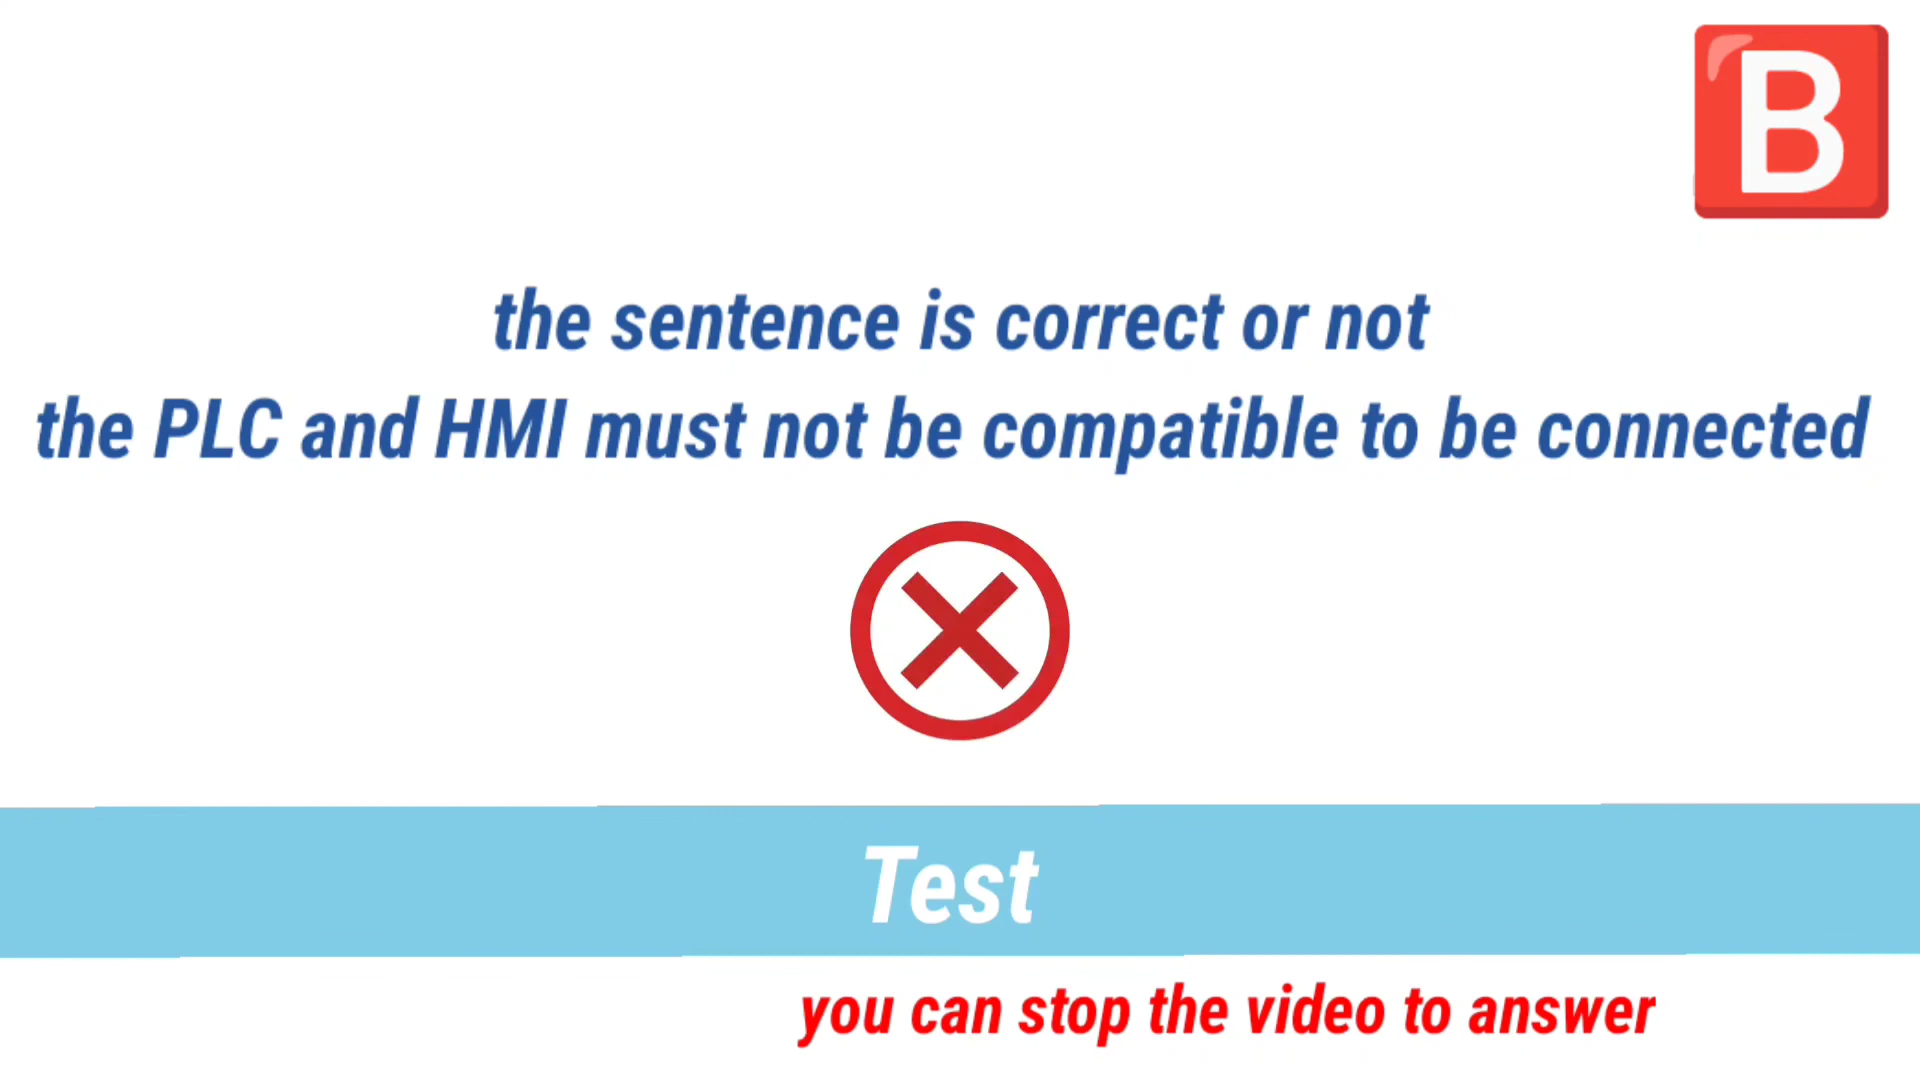 B
the sentence is correct or not
the PLC and HMI must not be compatible to be connected
Test
you can stop the video to answer